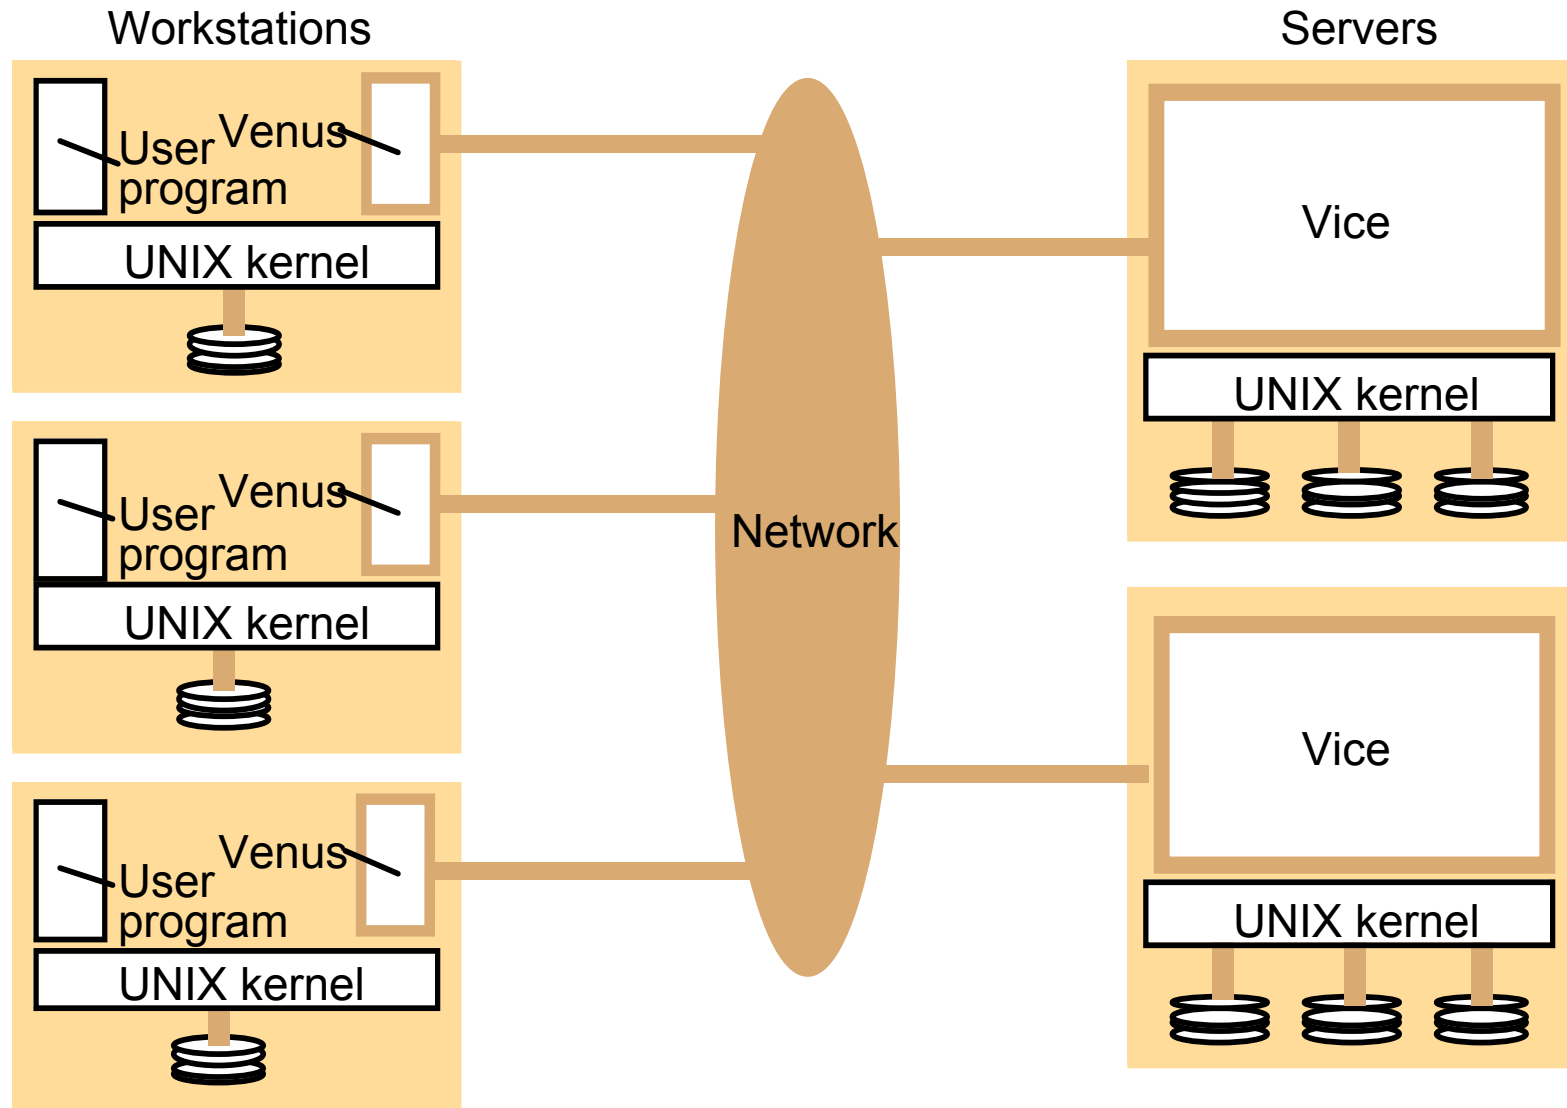 Workstations
Servers
User
program
Venus
UNIX kernel
User
program
Venus
UNIX kernel
User
program
Venus
UNIX kernel
Network
Vice
UNIX kernel
Vice
UNIX kernel